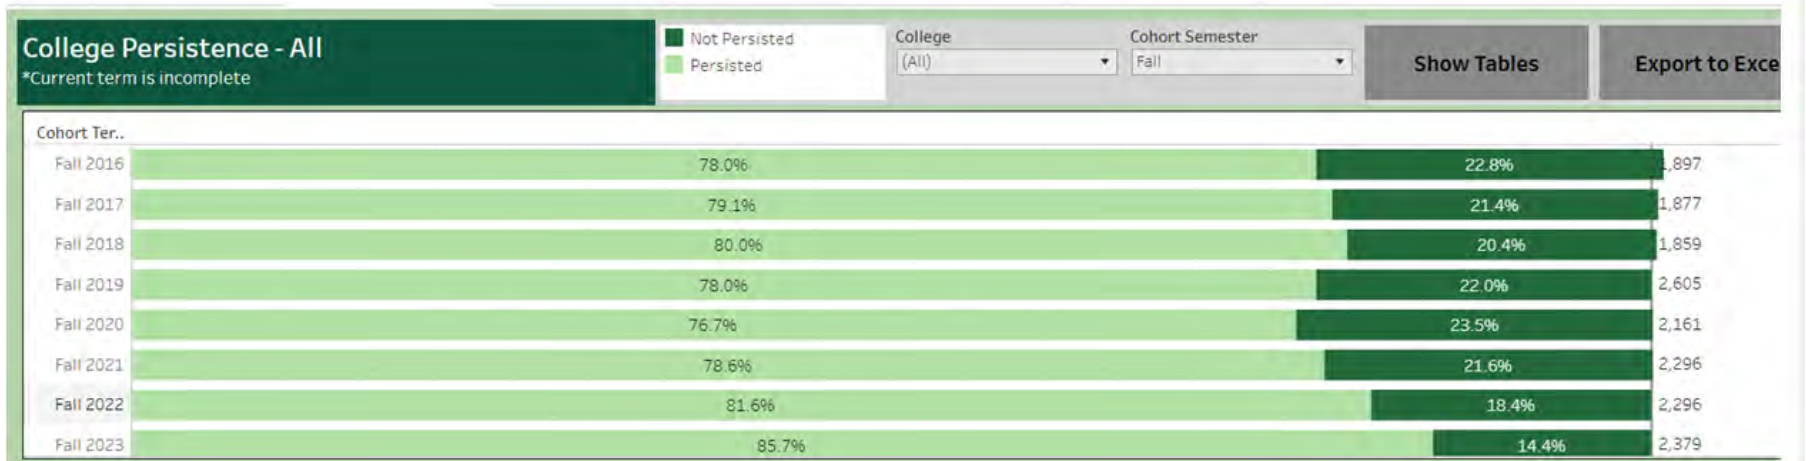 College Persistence - All
*Current term is incomplete
Not Persisted
Persisted
College
(All)
Cohort Semester
Fall
Show Tables
Export to Exce
Cohort Ter..
Fall 2016 78.0% 22.8% ,897
Fall 2017 79.1% 21.4% 1,877
Fall 2018 80.0% 20.4% 1,859
Fall 2019 78.0% 22.0% 2,605
Fall 2020 76.7% 23.5% 2,161
Fall 2021 78.6% 21.6% 2,296
Fall 2022 81.6% 18.4% 2,296
Fall 2023 85.7% 14.4% 2,379